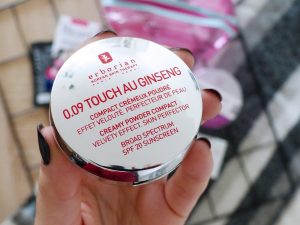 erborian
KOREAN SKIN THERAPY
0.09 TOUCH AU GINSENG
COMPACT CRÉMEUX POUDRE
EFFET VELOUTÉ, PERFECTEUR DE PEAU
CREAMY POWDER COMPACT
VELVETY EFFECT, SKIN PERFECTOR
BROAD SPECTRUM
SPF 20 SUNSCREEN